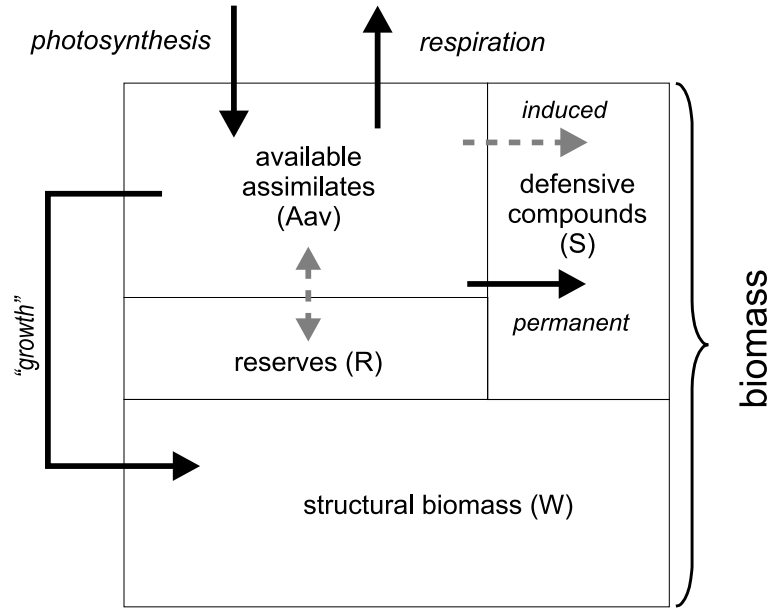 photosynthesis
respiration
induced
available
assimilates
(Aav)
defensive
compounds
(S)
permanent
reserves (R)
"growth"
structural biomass (W)
biomass